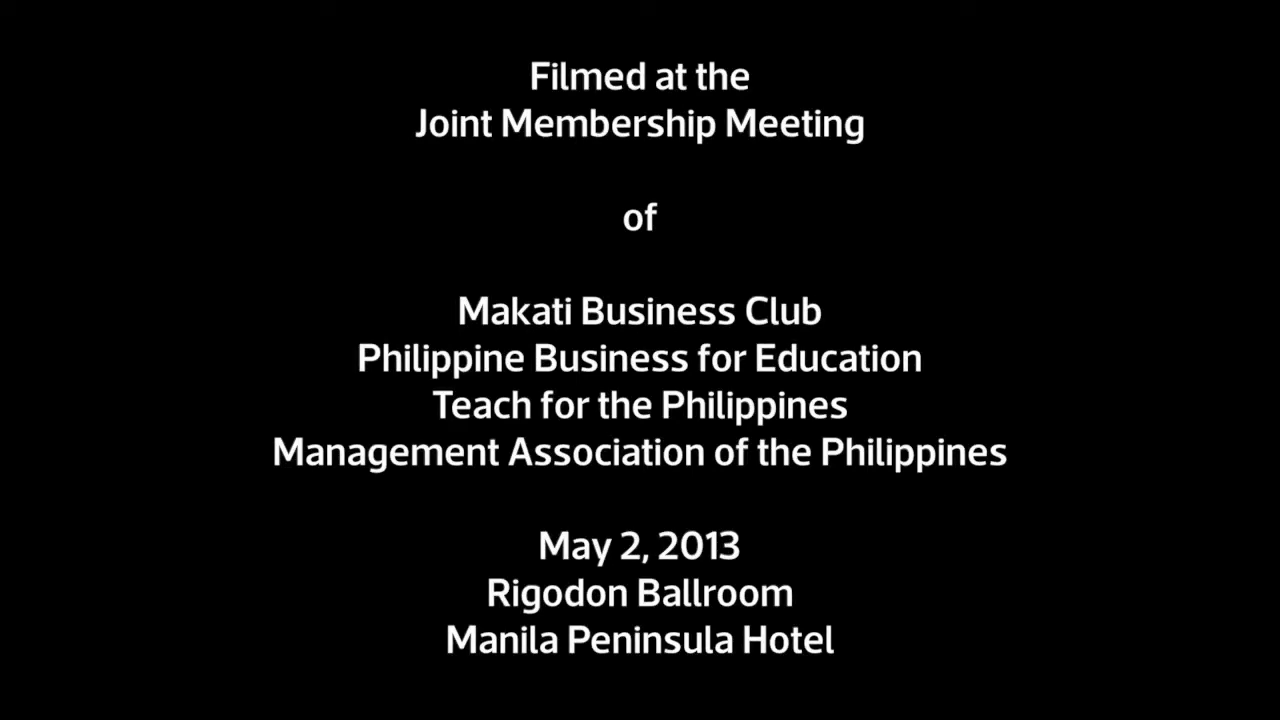 Filmed at the
Joint Membership Meeting
of
Makati Business Club
Philippine Business for Education
Teach for the Philippines
Management Association of the Philippines
May 2, 2013
Rigodon Ballroom
Manila Peninsula Hotel